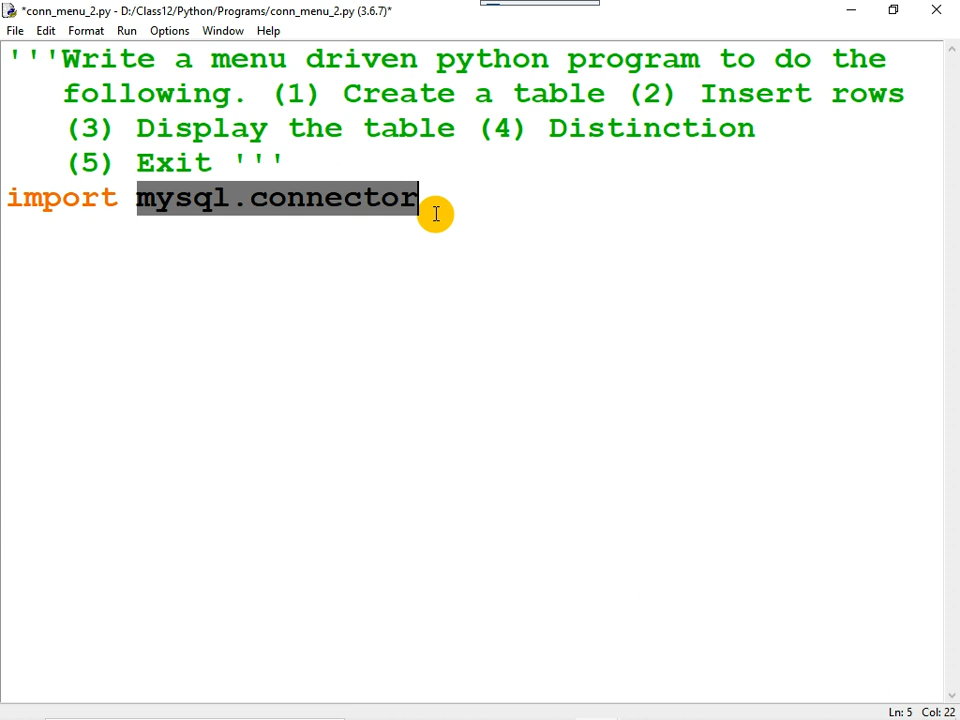 *conn_menu_2.py - D:/Class12/Python/Programs/conn_menu_2.py (3.6.7)*
File Edit Format Run Options Window Help
'''Write a menu driven python program to do the
following. (1) Create a table (2) Insert rows
(3) Display the table (4) Distinction
(5) Exit '''
import mysql.connector
Ln: 5 Col: 22